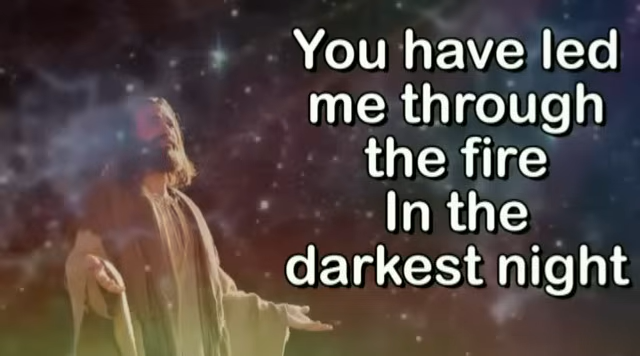 You have led
me through
the fire
In the
darkest night